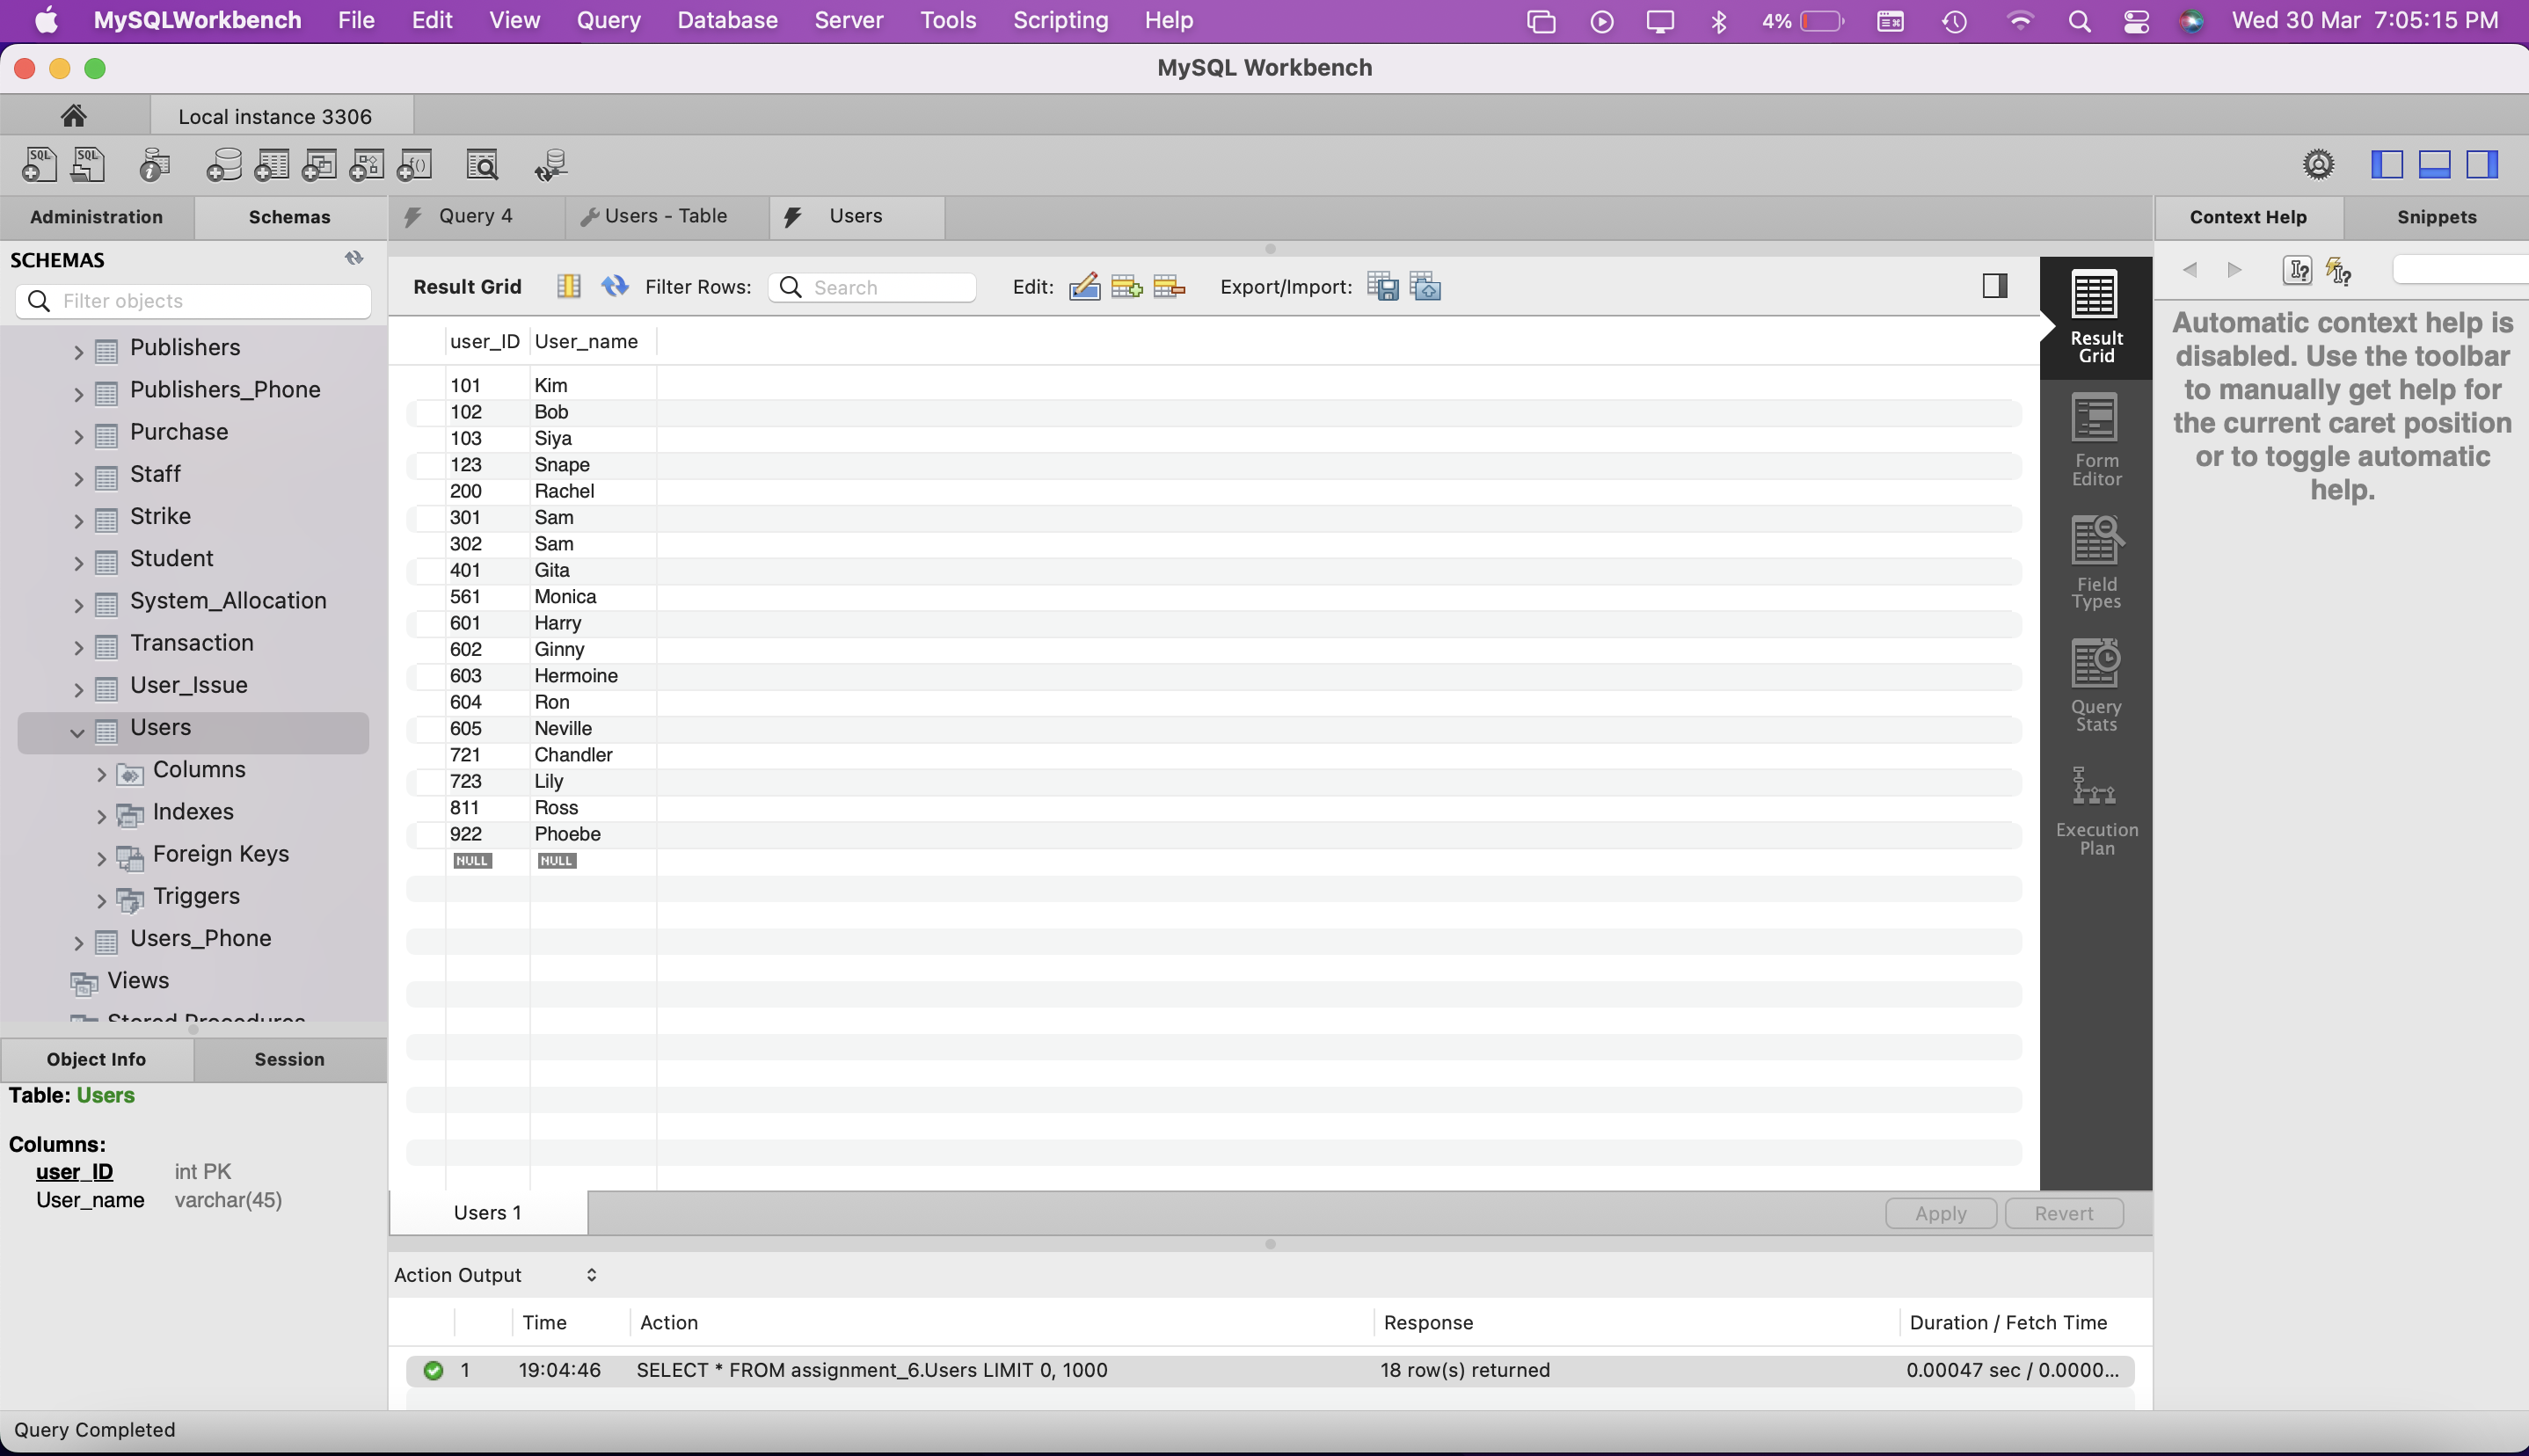 MySQLWorkbench File Edit View Query Database Server Tools Scripting Help 4% Wed 30 Mar 7:05:15 PM
MySQL Workbench
Local instance 3306
Administration Schemas Query 4 Users - Table Users Context Help Snippets
SCHEMAS
Filter objects
Result Grid Filter Rows: Search Edit: Export/Import:
Publishers
Publishers_Phone
Purchase
Staff
Strike
Student
System_Allocation
Transaction
User_Issue
Users
Columns
Indexes
Foreign Keys
Triggers
Users_Phone
Views
Stored Procedures
user_ID User_name
101 Kim
102 Bob
103 Siya
123 Snape
200 Rachel
301 Sam
302 Sam
401 Gita
561 Monica
601 Harry
602 Ginny
603 Hermoine
604 Ron
605 Neville
721 Chandler
723 Lily
811 Ross
922 Phoebe
NULL NULL
Result
Grid
Form
Editor
Field
Types
Query
Stats
Execution
Plan
Automatic context help is
disabled. Use the toolbar
to manually get help for
the current caret position
or to toggle automatic
help.
Object Info Session
Table: Users
Columns:
user_ID int PK
User_name varchar(45)
Users 1 Apply Revert
Action Output
Time Action Response Duration / Fetch Time
1 19:04:46 SELECT * FROM assignment_6.Users LIMIT 0, 1000 18 row(s) returned 0.00047 sec / 0.0000...
Query Completed